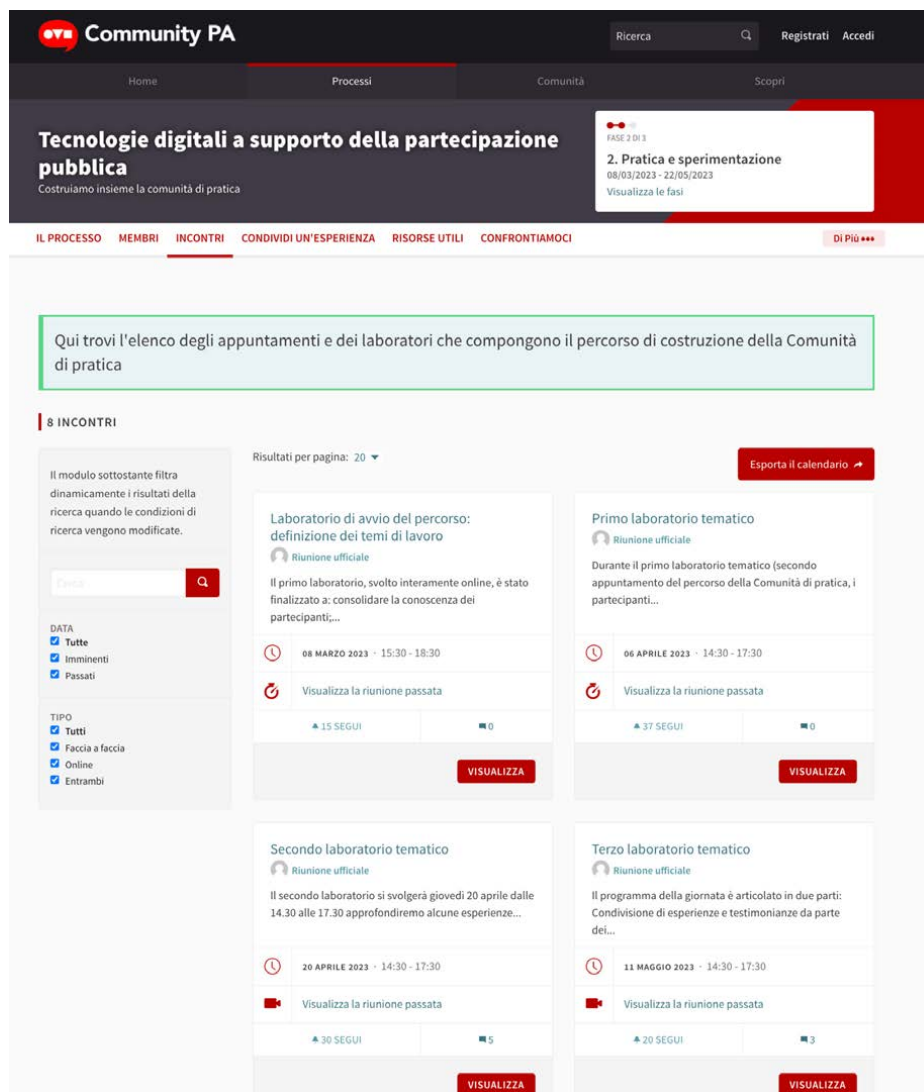 Community PA
Ricerca
Registrati Accedi
Home Processi Comunità Scopri
Tecnologie digitali a supporto della partecipazione
pubblica
Costruiamo insieme la comunità di pratica
FASE 2 DI 3
2. Pratica e sperimentazione
08/03/2023 - 22/05/2023
Visualizza le fasi
IL PROCESSO MEMBRI INCONTRI CONDIVIDI UN'ESPERIENZA RISORSE UTILI CONFRONTIAMOCI Di Più •••
Qui trovi l'elenco degli appuntamenti e dei laboratori che compongono il percorso di costruzione della Comunità
di pratica
8 INCONTRI
Il modulo sottostante filtra
dinamicamente i risultati della
ricerca quando le condizioni di
ricerca vengono modificate.
Cerca
DATA
Tutte
Imminenti
Passati
TIPO
Tutti
Faccia a faccia
Online
Entrambi
Risultati per pagina: 20
Esporta il calendario
Laboratorio di avvio del percorso:
definizione dei temi di lavoro
Riunione ufficiale
Il primo laboratorio, svolto interamente online, è stato
finalizzato a: consolidare la conoscenza dei
partecipanti;...
08 MARZO 2023 · 15:30 - 18:30
Visualizza la riunione passata
15 SEGUI 0
VISUALIZZA
Primo laboratorio tematico
Riunione ufficiale
Durante il primo laboratorio tematico (secondo
appuntamento del percorso della Comunità di pratica, i
partecipanti...
06 APRILE 2023 · 14:30 - 17:30
Visualizza la riunione passata
37 SEGUI 0
VISUALIZZA
Secondo laboratorio tematico
Riunione ufficiale
Il secondo laboratorio si svolgerà giovedì 20 aprile dalle
14.30 alle 17.30 approfondiremo alcune esperienze...
20 APRILE 2023 · 14:30 - 17:30
Visualizza la riunione passata
30 SEGUI 5
VISUALIZZA
Terzo laboratorio tematico
Riunione ufficiale
Il programma della giornata è articolato in due parti:
Condivisione di esperienze e testimonianze da parte
dei...
11 MAGGIO 2023 · 14:30 - 17:30
Visualizza la riunione passata
20 SEGUI 3
VISUALIZZA